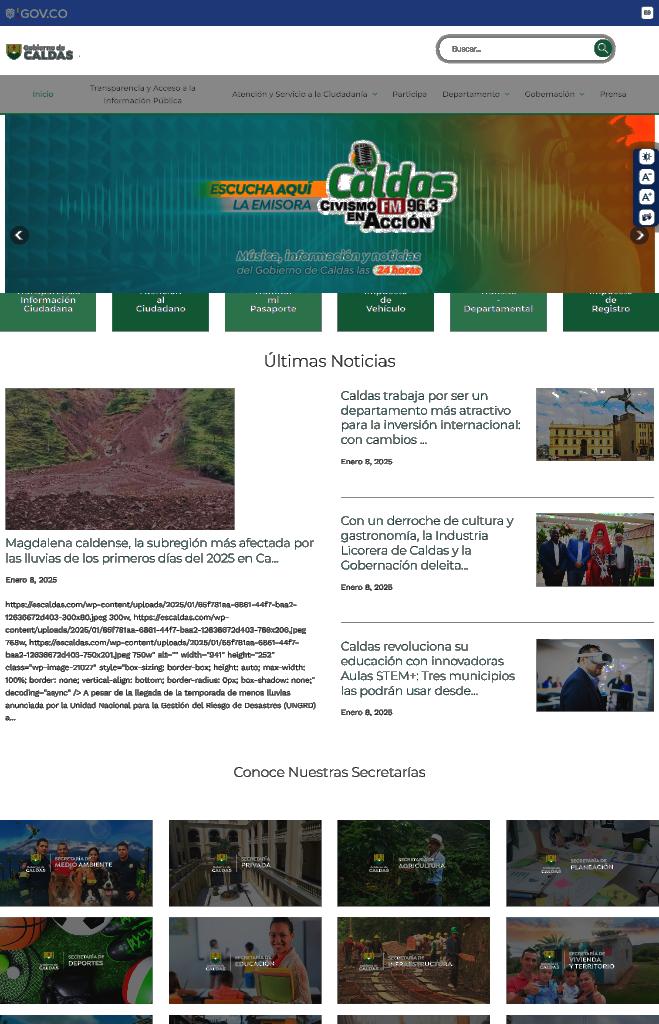 GOV.CO
Gobierno de
CALDAS
Buscar...
Inicio
Transparencia y Acceso a la
Información Pública
Atención y Servicio a la Ciudadanía
Participa
Departamento
Gobernación
Prensa
ESCUCHA AQUÍ
LA EMISORA
Caldas
CIVISMO FM 96.3
EN ACCIÓN
Música, información y noticias
del Gobierno de Caldas las 24 horas
A-
A+
Información
Ciudadana
al
Ciudadano
mi
Pasaporte
de
Vehículo
-
Departamental
de
Registro
Últimas Noticias
Magdalena caldense, la subregión más afectada por
las lluvias de los primeros días del 2025 en Ca...
Enero 8, 2025
https://escaldas.com/wp-content/uploads/2025/01/65f781aa-6861-44f7-baa2-
12636672d403-300x80.jpeg 300w, https://escaldas.com/wp-
content/uploads/2025/01/65f781aa-6861-44f7-baa2-12636672d403-768x206.jpeg
768w, https://escaldas.com/wp-content/uploads/2025/01/65f781aa-6861-44f7-
baa2-12636672d403-750x201.jpeg 750w" alt="" width="941" height="252"
class="wp-image-21027" style="box-sizing: border-box; height: auto; max-width:
100%; border: none; vertical-align: bottom; border-radius: 0px; box-shadow: none;"
decoding="async" /> A pesar de la llegada de la temporada de menos lluvias
anunciada por la Unidad Nacional para la Gestión del Riesgo de Desastres (UNGRD)
a...
Caldas trabaja por ser un
departamento más atractivo
para la inversión internacional:
con cambios ...
Enero 8, 2025
Con un derroche de cultura y
gastronomía, la Industria
Licorera de Caldas y la
Gobernación deleita...
Enero 8, 2025
Caldas revoluciona su
educación con innovadoras
Aulas STEM+: Tres municipios
las podrán usar desde...
Enero 8, 2025
Conoce Nuestras Secretarías
CALDAS
SECRETARÍA DE
MEDIO AMBIENTE
CALDAS
SECRETARÍA
PRIVADA
CALDAS
SECRETARÍA DE
AGRICULTURA
CALDAS
SECRETARÍA DE
PLANEACIÓN
CALDAS
SECRETARÍA DE
DEPORTES
CALDAS
SECRETARÍA DE
EDUCACIÓN
CALDAS
SECRETARÍA DE
INFRAESTRUCTURA
CALDAS
SECRETARÍA DE
VIVIENDA
Y TERRITORIO